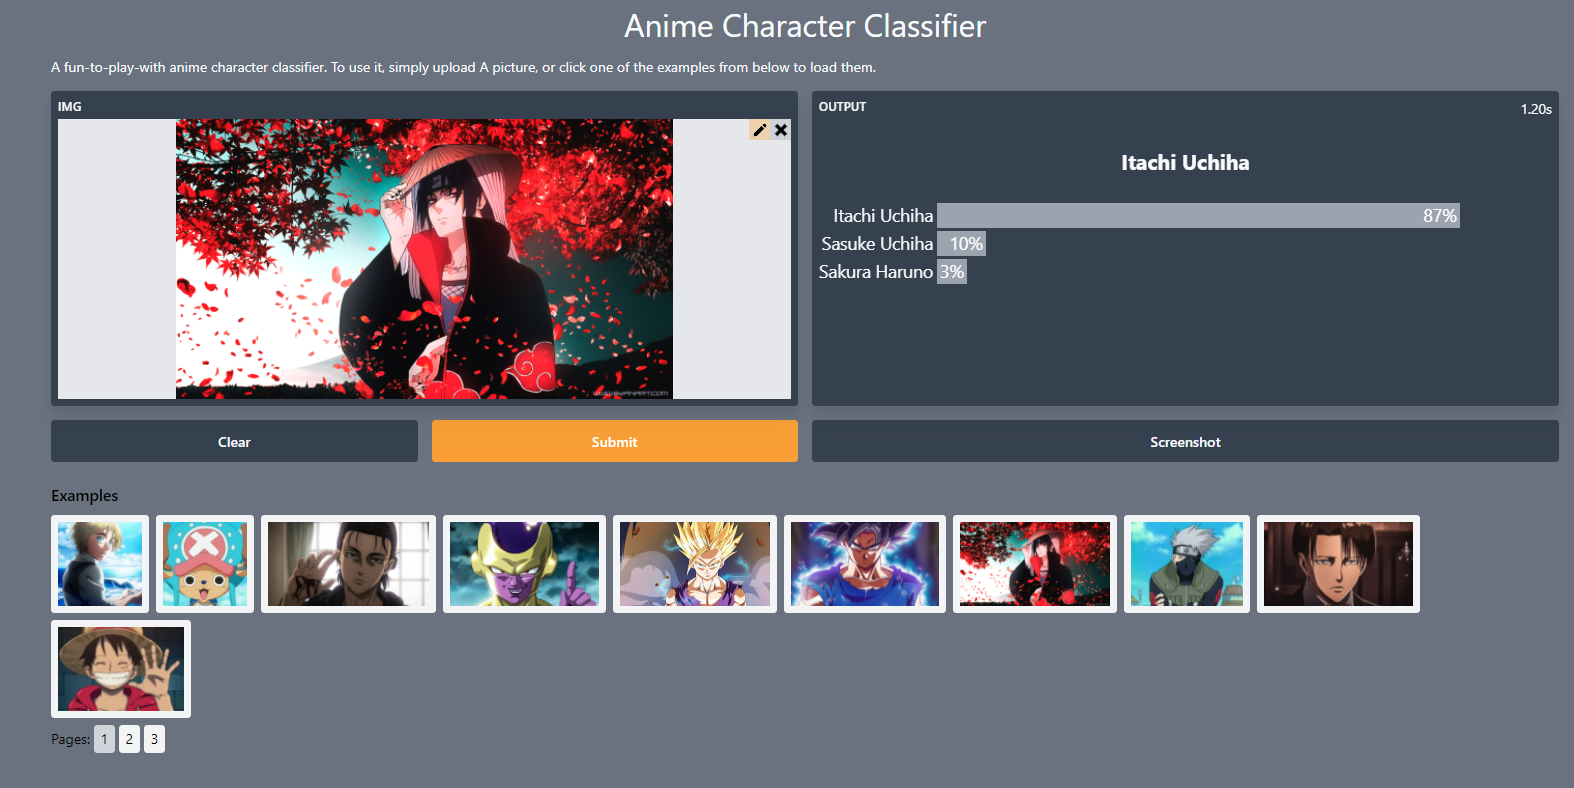 Anime Character Classifier
A fun-to-play-with anime character classifier. To use it, simply upload A picture, or click one of the examples from below to load them.
IMG
OUTPUT
1.20s
Itachi Uchiha
Itachi Uchiha 87%
Sasuke Uchiha 10%
Sakura Haruno 3%
Clear
Submit
Screenshot
Examples
Pages: 1 2 3